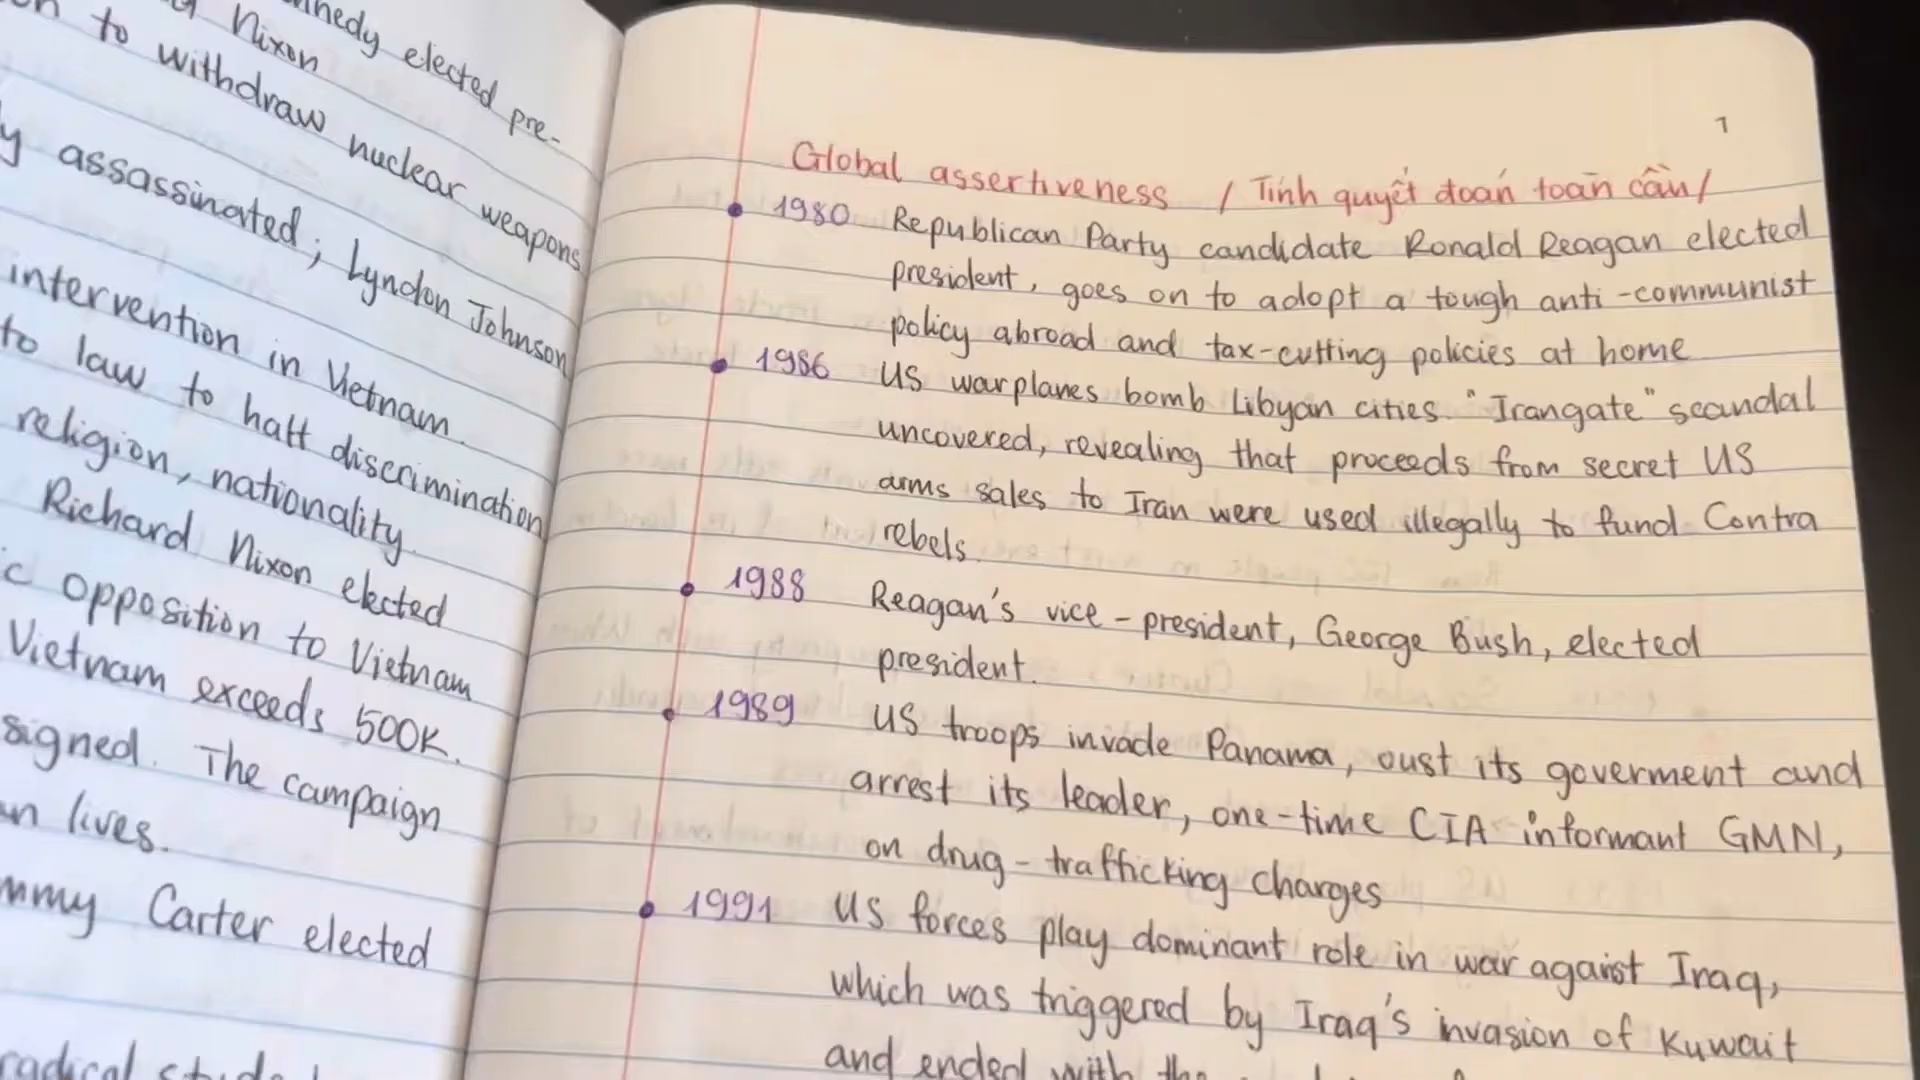 elected pre-
Nixon
to withdraw nuclear weapons
assassinated; Lyndon Johnson
intervention in Vietnam.
to law to halt discrimination
religion, nationality.
Richard Nixon elected
opposition to Vietnam
Vietnam exceeds 500K.
signed. The campaign
lives.
Carter elected
radical
7
Global assertiveness / Tính quyết đoán toàn cần/
1980 Republican Party candidate Ronald Reagan elected
president, goes on to adopt a tough anti-communist
policy abroad and tax-cutting policies at home
1986 US warplanes bomb Libyan cities. "Irangate" scandal
uncovered, revealing that proceeds from secret US
arms sales to Iran were used illegally to fund Contra
rebels.
1988 Reagan's vice-president, George Bush, elected
president.
1989 US troops invade Panama, oust its goverment and
arrest its leader, one-time CIA informant GMN,
on drug-trafficking charges
1991 US forces play dominant role in war against Iraq,
which was triggered by Iraq's invasion of Kuwait
and ended with the